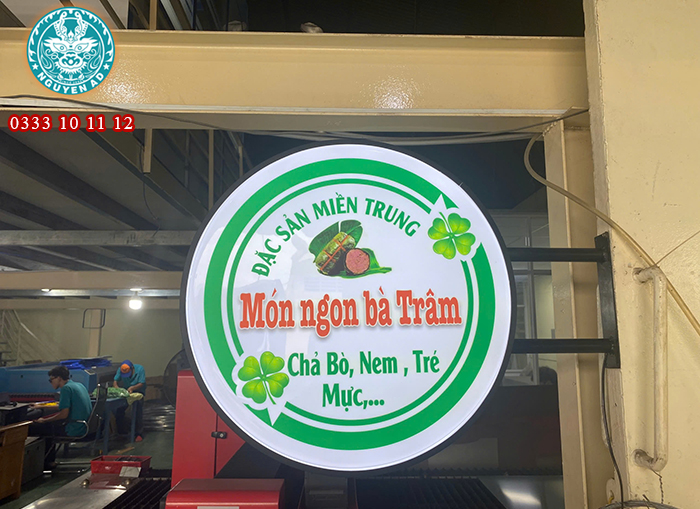 NGUYEN AD
0333 10 11 12
ĐẶC SẢN MIỀN TRUNG
Món ngon bà Trâm
Chả Bò, Nem , Tré
Mực,...